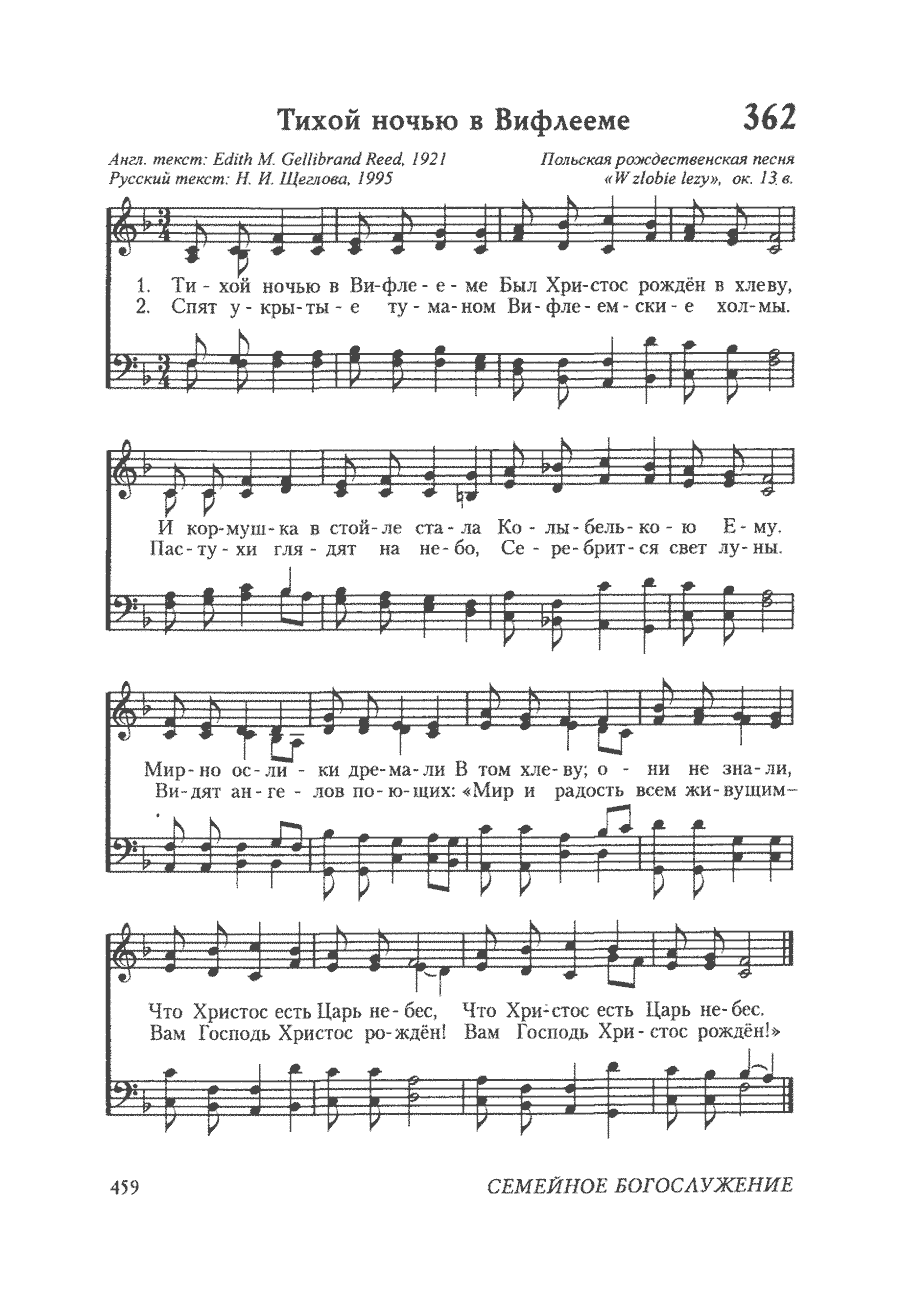 Тихой ночью в Вифлееме 362
Англ. текст: Edith M. Gellibrand Reed, 1921 Польская рождественская песня
Русский текст: Н. И. Щеглова, 1995 «W zlobie lezy», ок. 13 в.
1. Ти - хой ночью в Ви-фле - е - ме Был Хри-стос рождён в хлеву,
2. Спят у - кры-ты - е ту - ма-ном Ви- фле- ем - ски - е хол-мы.
И кор-муш-ка в стой-ле ста - ла Ко - лы-бель-ко - ю Е - му.
Пас-ту - хи гля - дят на не-бо, Се - ре-брит-ся свет лу-ны.
Мир-но ос-ли - ки дре-ма-ли В том хле-ву; о - ни не зна-ли,
Ви-дят ан-ге - лов по-ю-щих: «Мир и радость всем жи-вущим–
Что Христос есть Царь не-бес, Что Хри-стос есть Царь не-бес.
Вам Господь Христос ро-ждён! Вам Господь Хри - стос рождён!»
459 СЕМЕЙНОЕ БОГОСЛУЖЕНИЕ